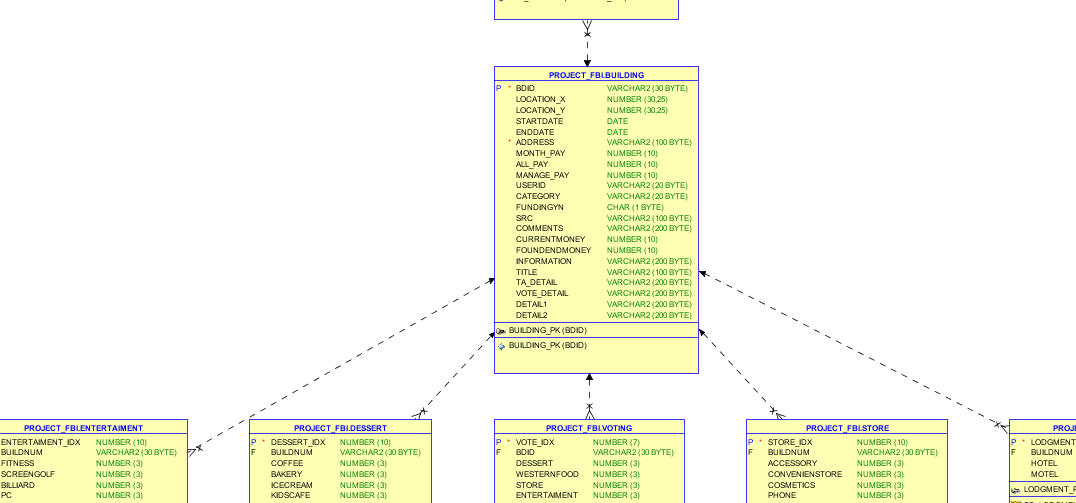 PROJECT_FBI.BUILDING
P * BDID VARCHAR2 (30 BYTE)
LOCATION_X NUMBER (30,25)
LOCATION_Y NUMBER (30,25)
STARTDATE DATE
ENDDATE DATE
* ADDRESS VARCHAR2 (100 BYTE)
MONTH_PAY NUMBER (10)
ALL_PAY NUMBER (10)
MANAGE_PAY NUMBER (10)
USERID VARCHAR2 (20 BYTE)
CATEGORY VARCHAR2 (20 BYTE)
FUNDINGYN CHAR (1 BYTE)
SRC VARCHAR2 (100 BYTE)
COMMENTS VARCHAR2 (200 BYTE)
CURRENTMONEY NUMBER (10)
FOUNDENDMONEY NUMBER (10)
INFORMATION VARCHAR2 (200 BYTE)
TITLE VARCHAR2 (100 BYTE)
TA_DETAIL VARCHAR2 (200 BYTE)
VOTE_DETAIL VARCHAR2 (200 BYTE)
DETAIL1 VARCHAR2 (200 BYTE)
DETAIL2 VARCHAR2 (200 BYTE)
BUILDING_PK (BDID)
BUILDING_PK (BDID)
PROJECT_FBI.ENTERTAIMENT
ENTERTAIMENT_IDX NUMBER (10)
BUILDNUM VARCHAR2 (30 BYTE)
FITNESS NUMBER (3)
SCREENGOLF NUMBER (3)
BILLIARD NUMBER (3)
PC NUMBER (3)
PROJECT_FBI.DESSERT
P * DESSERT_IDX NUMBER (10)
F BUILDNUM VARCHAR2 (30 BYTE)
COFFEE NUMBER (3)
BAKERY NUMBER (3)
ICECREAM NUMBER (3)
KIDSCAFE NUMBER (3)
PROJECT_FBI.VOTING
P * VOTE_IDX NUMBER (7)
F BDID VARCHAR2 (30 BYTE)
DESSERT NUMBER (3)
WESTERNFOOD NUMBER (3)
STORE NUMBER (3)
ENTERTAIMENT NUMBER (3)
PROJECT_FBI.STORE
P * STORE_IDX NUMBER (10)
F BUILDNUM VARCHAR2 (30 BYTE)
ACCESSORY NUMBER (3)
CONVENIENSTORE NUMBER (3)
COSMETICS NUMBER (3)
PHONE NUMBER (3)
P * LODGMENT
F BUILDNUM
HOTEL
MOTEL